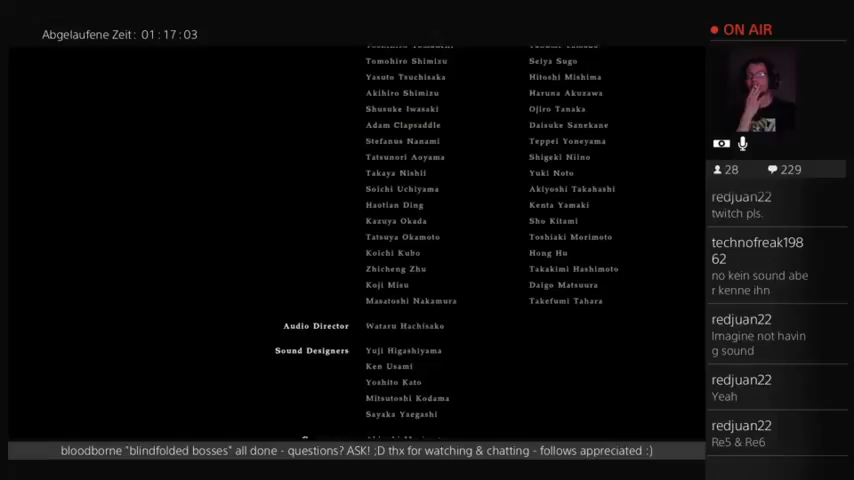 Abgelaufene Zeit: 01:17:03
Tomohiro Shimizu
Seiya Sugo
Yasuto Tsuchisaka
Hitoshi Mishima
Akihiro Shimizu
Haruna Akuzawa
Shusuke Iwasaki
Ojiro Tanaka
Adam Clapsaddle
Daisuke Sanekane
Stefanus Nanami
Teppei Yoneyama
Tatsunori Aoyama
Shigeki Niino
Takaya Nishii
Yuki Noto
Soichi Uchiyama
Akiyoshi Takahashi
Haotian Ding
Kenta Yamaki
Kazuya Okada
Sho Kitami
Tatsuya Okamoto
Toshiaki Morimoto
Koichi Kubo
Hong Hu
Zhicheng Zhu
Takakimi Hashimoto
Koji Misu
Daigo Matsuura
Masatoshi Nakamura
Takefumi Tahara
Audio Director Wataru Hachisako
Sound Designers Yuji Higashiyama
Ken Usami
Yoshito Kato
Mitsutoshi Kodama
Sayaka Yaegashi
bloodborne "blindfolded bosses" all done - questions? ASK! ;D thx for watching & chatting - follows appreciated :)
ON AIR
28 229
redjuan22
twitch pls.
technofreak198
62
no kein sound abe
r kenne ihn
redjuan22
Imagine not havin
g sound
redjuan22
Yeah
redjuan22
Re5 & Re6